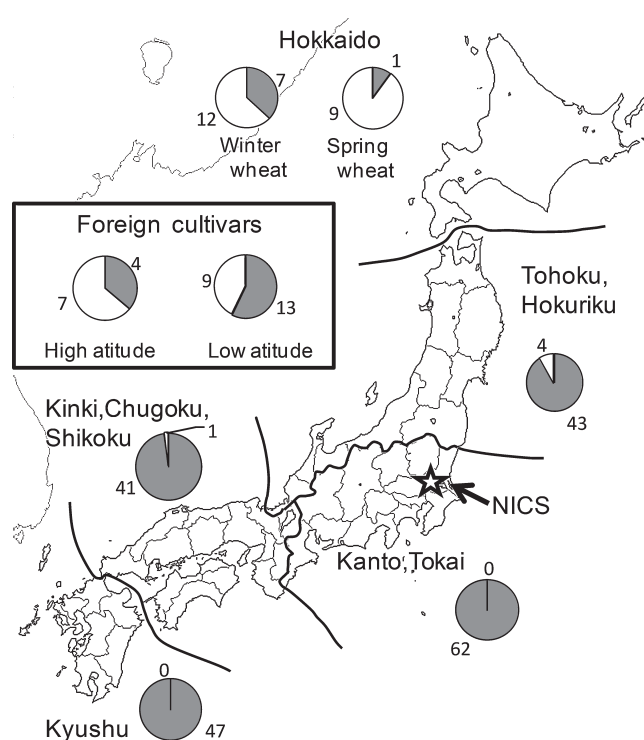 Hokkaido
7
12
Winter
wheat
1
9
Spring
wheat
Foreign cultivars
4
7
High atitude
9
13
Low atitude
Tohoku,
Hokuriku
4
43
Kinki,Chugoku,
Shikoku
1
41
NICS
Kanto,Tokai
0
62
0
Kyushu
47